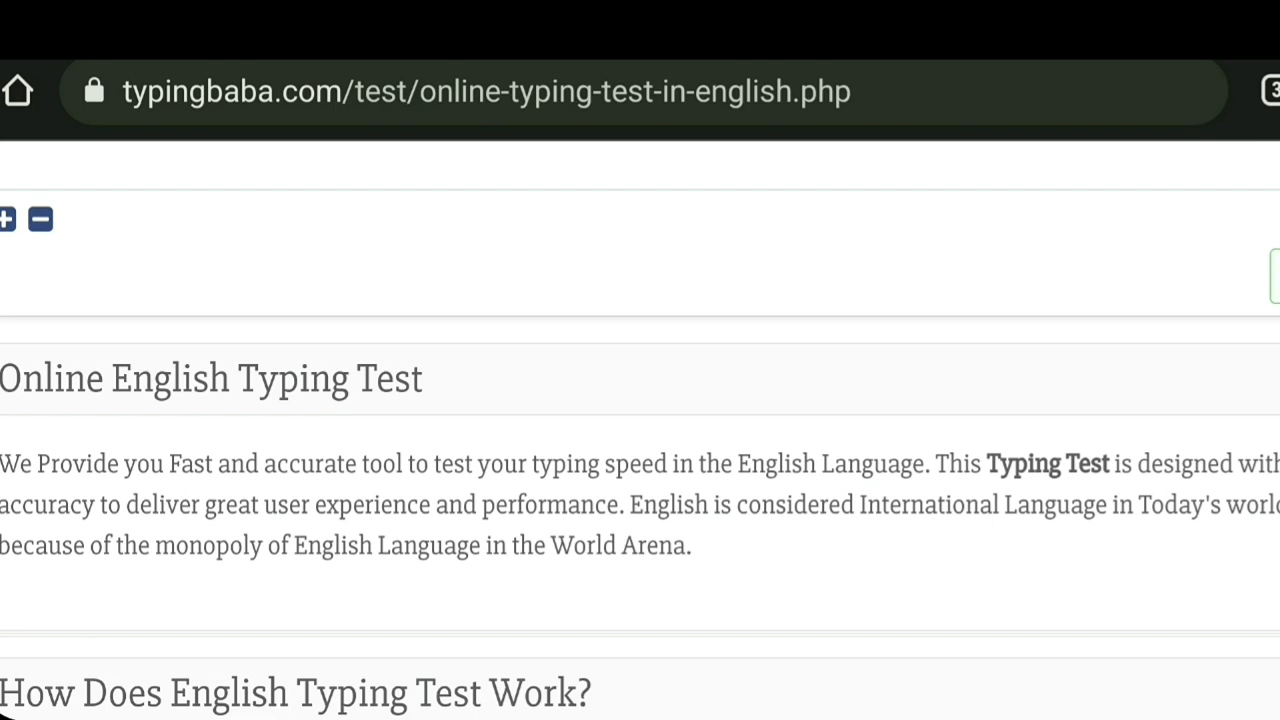 typingbaba.com/test/online-typing-test-in-english.php
3
Online English Typing Test
We Provide you Fast and accurate tool to test your typing speed in the English Language. This Typing Test is designed with
accuracy to deliver great user experience and performance. English is considered International Language in Today's world
because of the monopoly of English Language in the World Arena.
How Does English Typing Test Work?